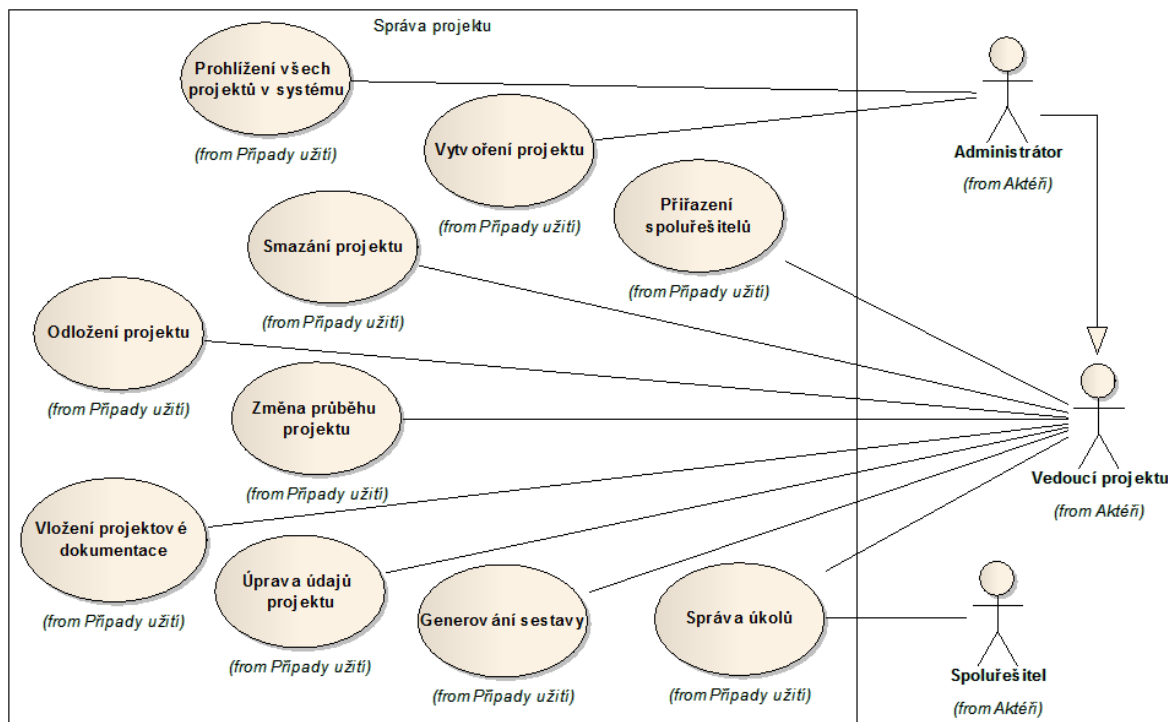 Správa projektu
Prohlížení všech
projektů v systému
(from Případy užití)
Vytvoření projektu
(from Případy užití)
Administrátor
(from Aktéři)
Přiřazení
spoluřešitelů
(from Případy užití)
Smazání projektu
(from Případy užití)
Odložení projektu
(from Případy užití)
Změna průběhu
projektu
(from Případy užití)
Vedoucí projektu
(from Aktéři)
Vložení projektové
dokumentace
(from Případy užití)
Úprava údajů
projektu
(from Případy užití)
Generování sestavy
(from Případy užití)
Správa úkolů
(from Případy užití)
Spoluřešitel
(from Aktéři)